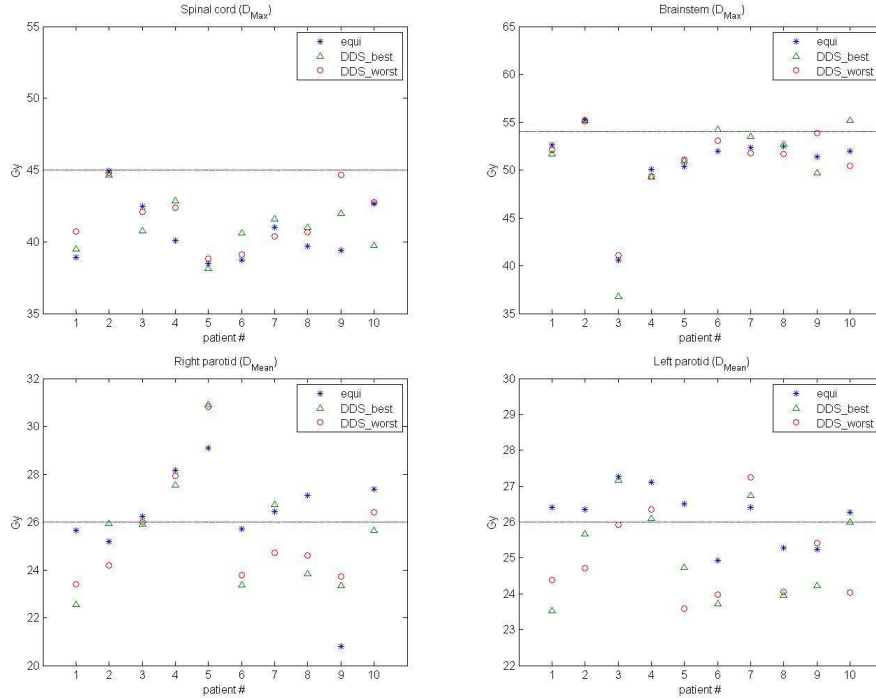 Spinal cord (D_Max)
55
50
45
40
35
Gy
1 2 3 4 5 6 7 8 9 10
patient #
equi
DDS_best
DDS_worst
Brainstem (D_Max)
65
60
55
50
45
40
35
Gy
1 2 3 4 5 6 7 8 9 10
patient #
equi
DDS_best
DDS_worst
Right parotid (D_Mean)
32
30
28
26
24
22
20
Gy
1 2 3 4 5 6 7 8 9 10
patient #
equi
DDS_best
DDS_worst
Left parotid (D_Mean)
30
29
28
27
26
25
24
23
22
Gy
1 2 3 4 5 6 7 8 9 10
patient #
equi
DDS_best
DDS_worst